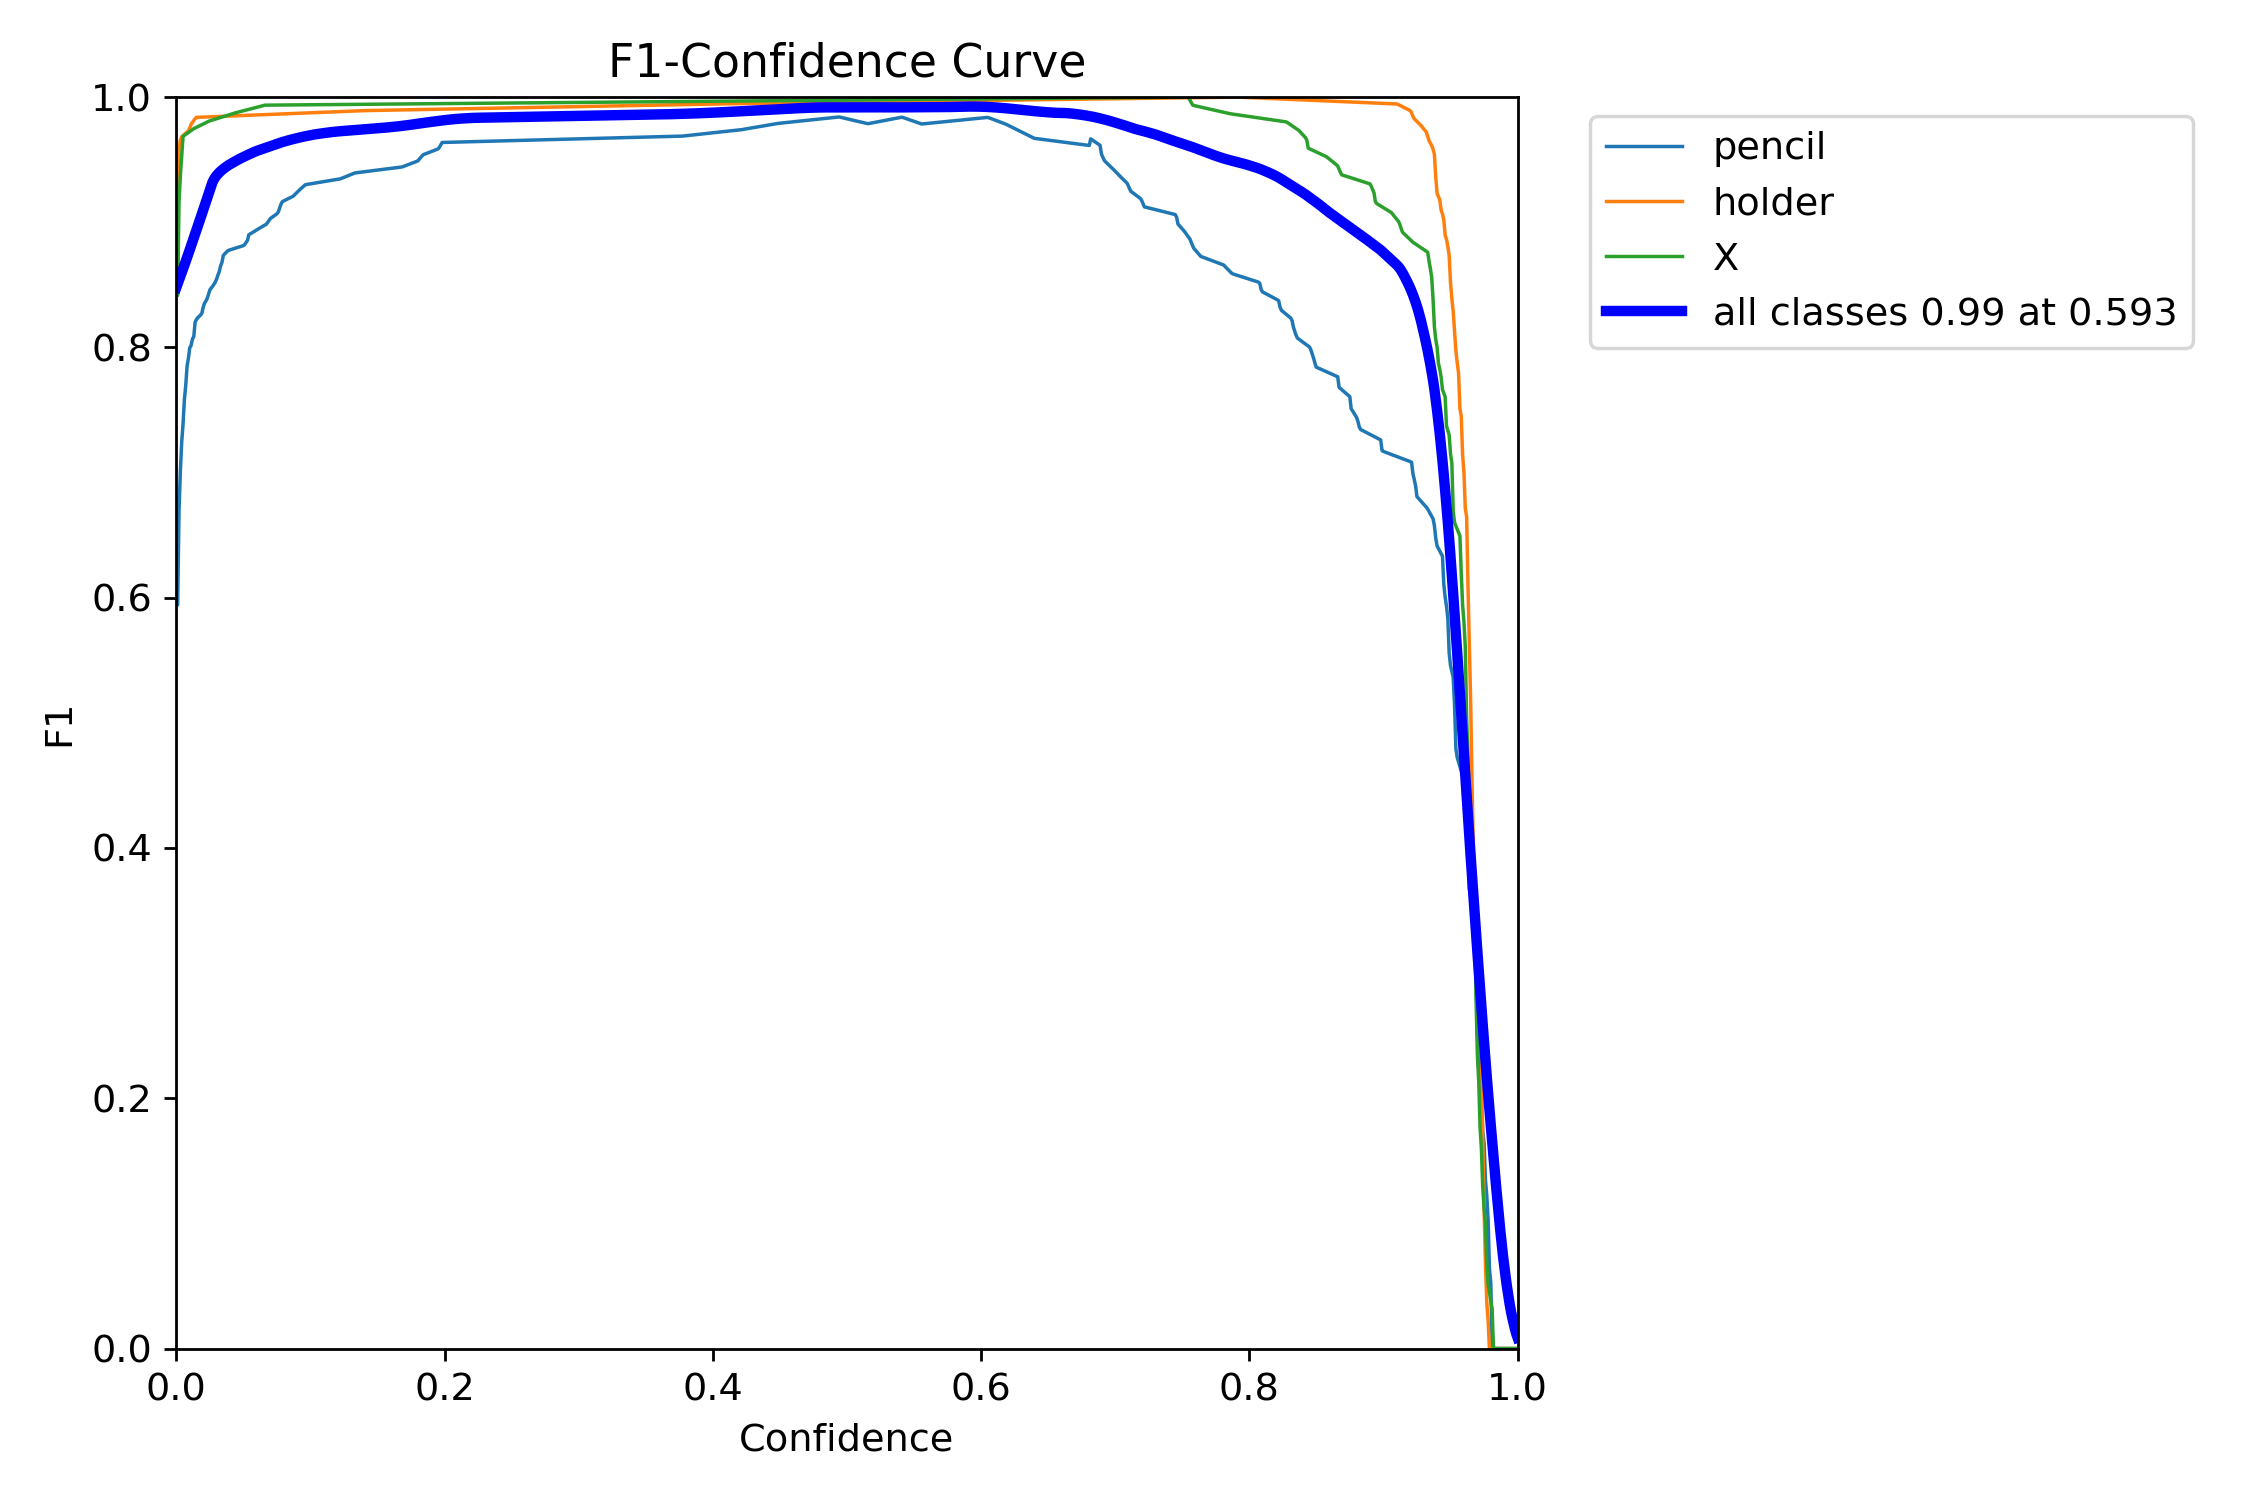 F1-Confidence Curve
1.0
0.8
0.6
0.4
0.2
0.0
F1
0.0 0.2 0.4 0.6 0.8 1.0
Confidence
pencil
holder
X
all classes 0.99 at 0.593